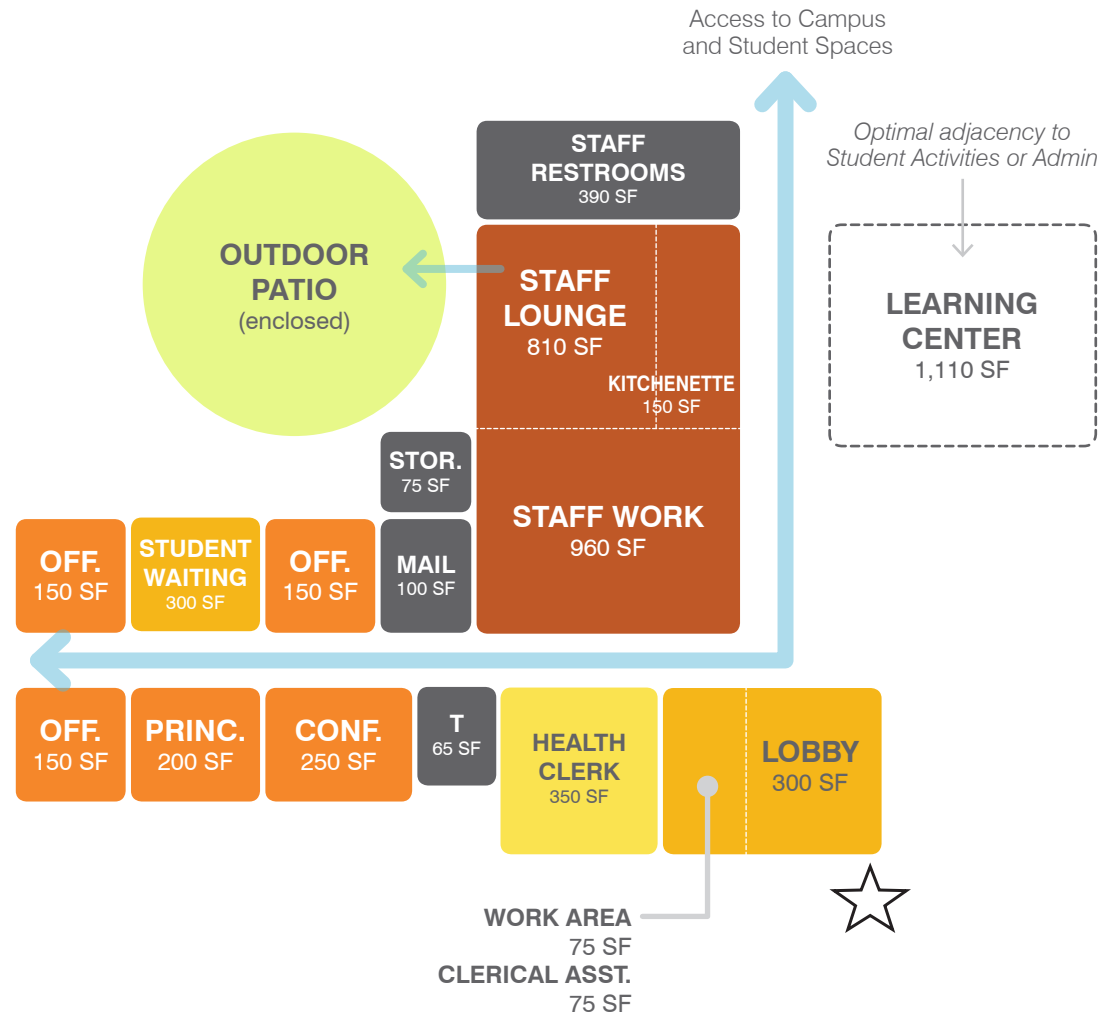 Access to Campus
and Student Spaces
Optimal adjacency to
Student Activities or Admin
STAFF
RESTROOMS
390 SF
OUTDOOR
PATIO
(enclosed)
STAFF
LOUNGE
810 SF
KITCHENETTE
150 SF
LEARNING
CENTER
1,110 SF
STOR.
75 SF
STAFF WORK
960 SF
OFF.
150 SF
STUDENT
WAITING
300 SF
OFF.
150 SF
MAIL
100 SF
OFF.
150 SF
PRINC.
200 SF
CONF.
250 SF
T
65 SF
HEALTH
CLERK
350 SF
LOBBY
300 SF
WORK AREA
75 SF
CLERICAL ASST.
75 SF